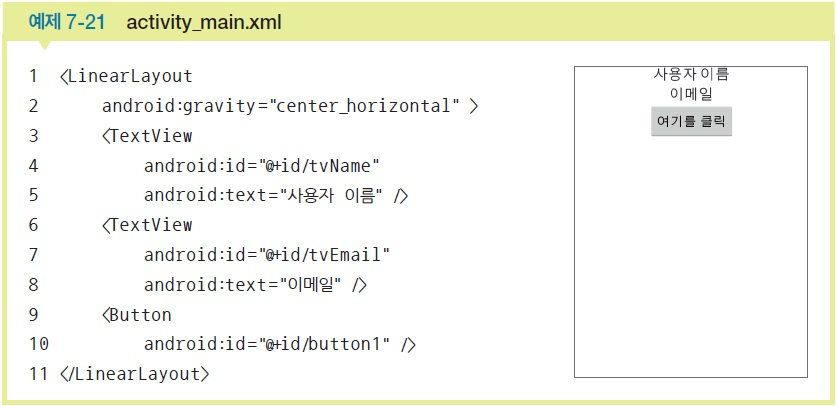 예제 7-21 activity_main.xml
1 <LinearLayout
2 android:gravity="center_horizontal" >
3 <TextView
4 android:id="@+id/tvName"
5 android:text="사용자 이름" />
6 <TextView
7 android:id="@+id/tvEmail"
8 android:text="이메일" />
9 <Button
10 android:id="@+id/button1" />
11 </LinearLayout>
사용자 이름
이메일
여기를 클릭